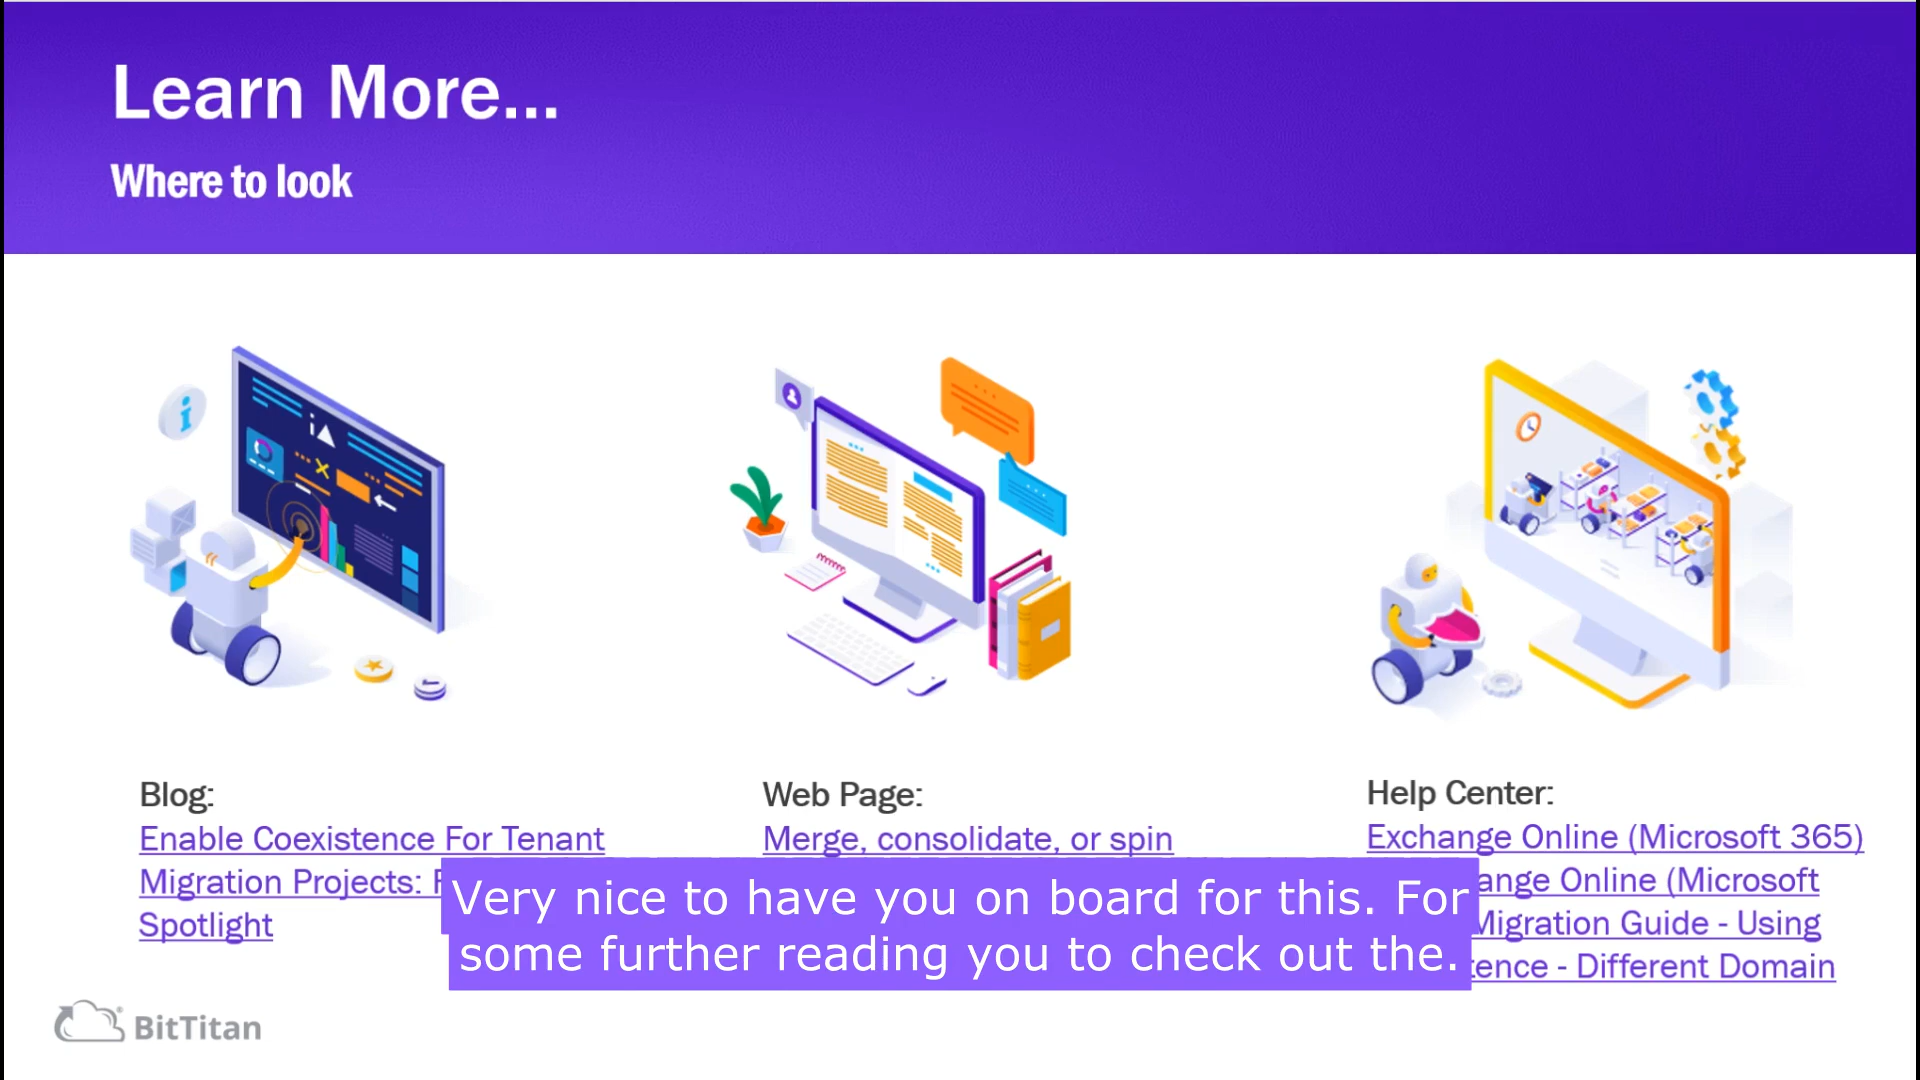 Learn More...
Where to look
Blog:
Enable Coexistence For Tenant
Migration Projects:
Spotlight
Web Page:
Merge, consolidate, or spin
Help Center:
Exchange Online (Microsoft 365)
Online (Microsoft
Migration Guide - Using
- Different Domain
Very nice to have you on board for this. For
some further reading you to check out the.
BitTitan